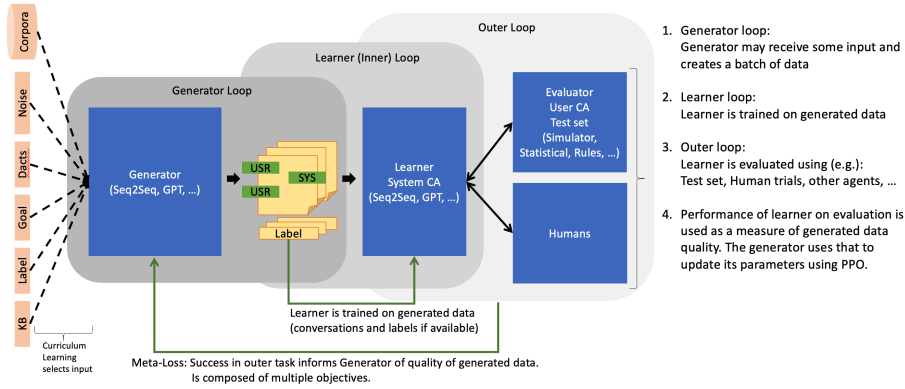 Corpora
Noise
Dacts
Goal
Label
KB
Curriculum
Learning
selects input
Generator Loop
Generator
(Seq2Seq, GPT, …)
USR
SYS
USR
Label
Learner (Inner) Loop
Learner
System CA
(Seq2Seq, GPT, …)
Outer Loop
Evaluator
User CA
Test set
(Simulator,
Statistical, Rules, …)
Humans
Learner is trained on generated data
(conversations and labels if available)
Meta-Loss: Success in outer task informs Generator of quality of generated data.
Is composed of multiple objectives.
1. Generator loop:
Generator may receive some input and
creates a batch of data
2. Learner loop:
Learner is trained on generated data
3. Outer loop:
Learner is evaluated using (e.g.):
Test set, Human trials, other agents, …
4. Performance of learner on evaluation is
used as a measure of generated data
quality. The generator uses that to
update its parameters using PPO.